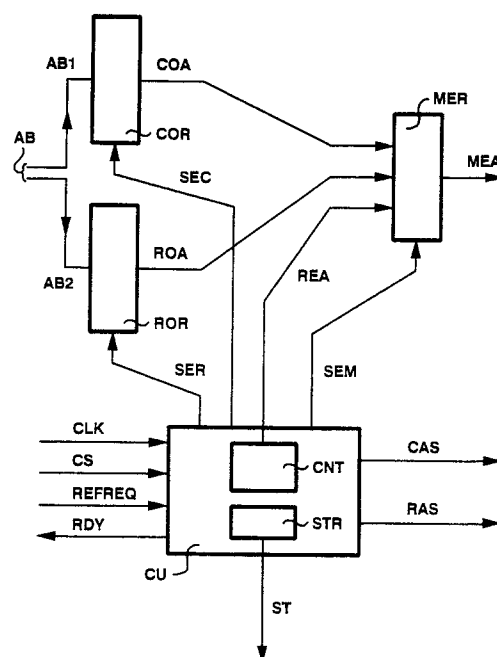 AB1
COA
COR
AB
MER
MEA
SEC
AB2
ROA
ROR
REA
SER
SEM
CLK
CS
REFREQ
RDY
CNT
STR
CAS
RAS
CU
ST